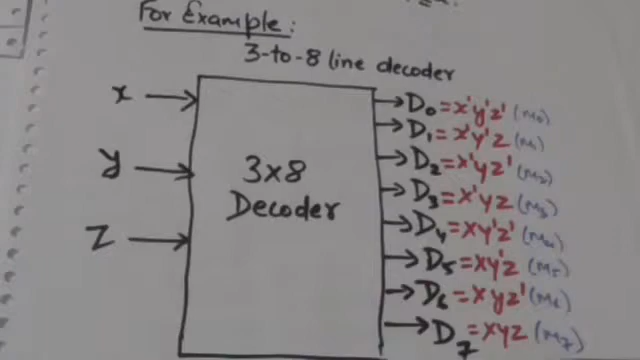 For Example:
3-to-8 line decoder
x
y
z
3x8
Decoder
D0 = x'y'z' (m0)
D1 = x'y'z (m1)
D2 = x'yz' (m2)
D3 = x'yz (m3)
D4 = xy'z' (m4)
D5 = xy'z (m5)
D6 = xyz' (m6)
D7 = xyz (m7)